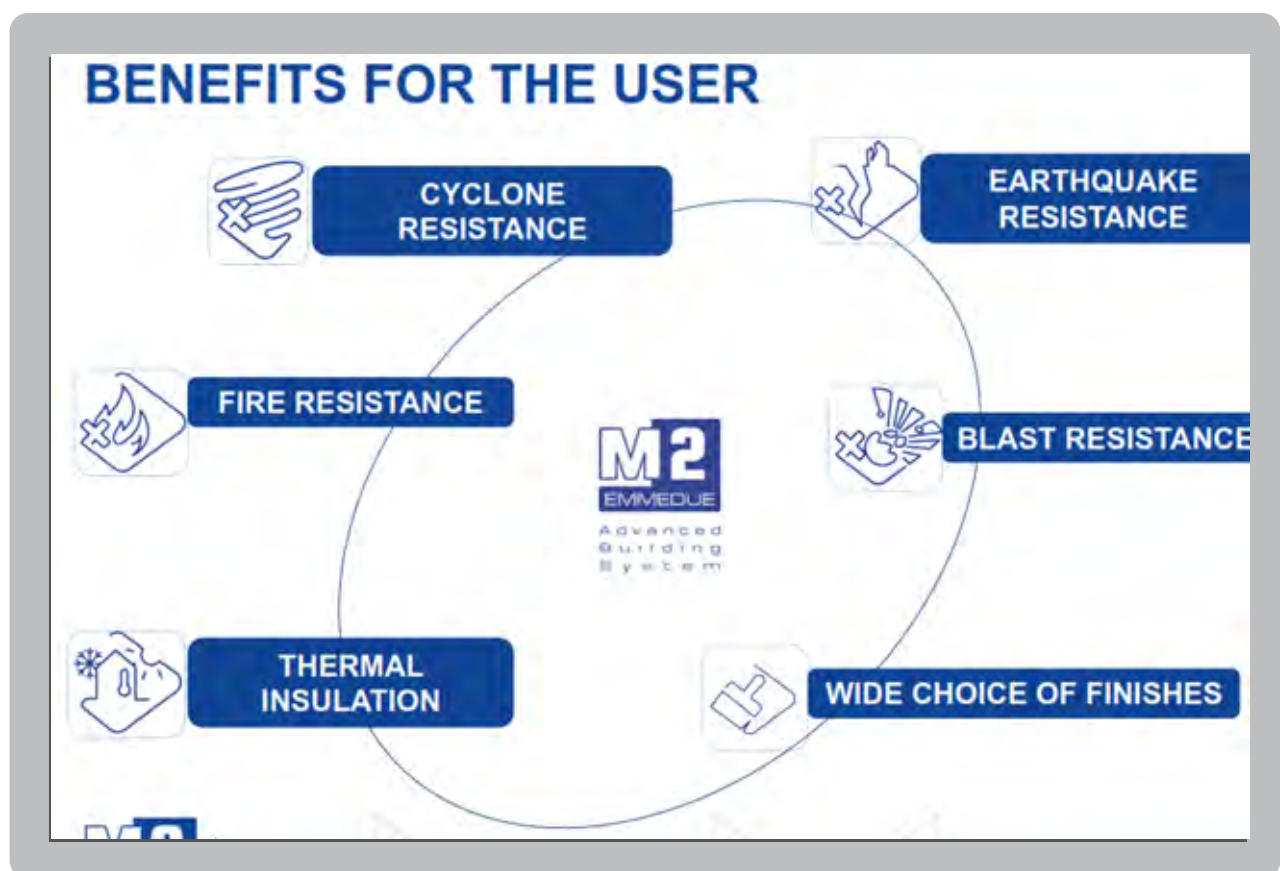 BENEFITS FOR THE USER
CYCLONE
RESISTANCE
EARTHQUAKE
RESISTANCE
FIRE RESISTANCE
BLAST RESISTANCE
M2
EMMEDUE
Advanced
Building
System
THERMAL
INSULATION
WIDE CHOICE OF FINISHES
M2